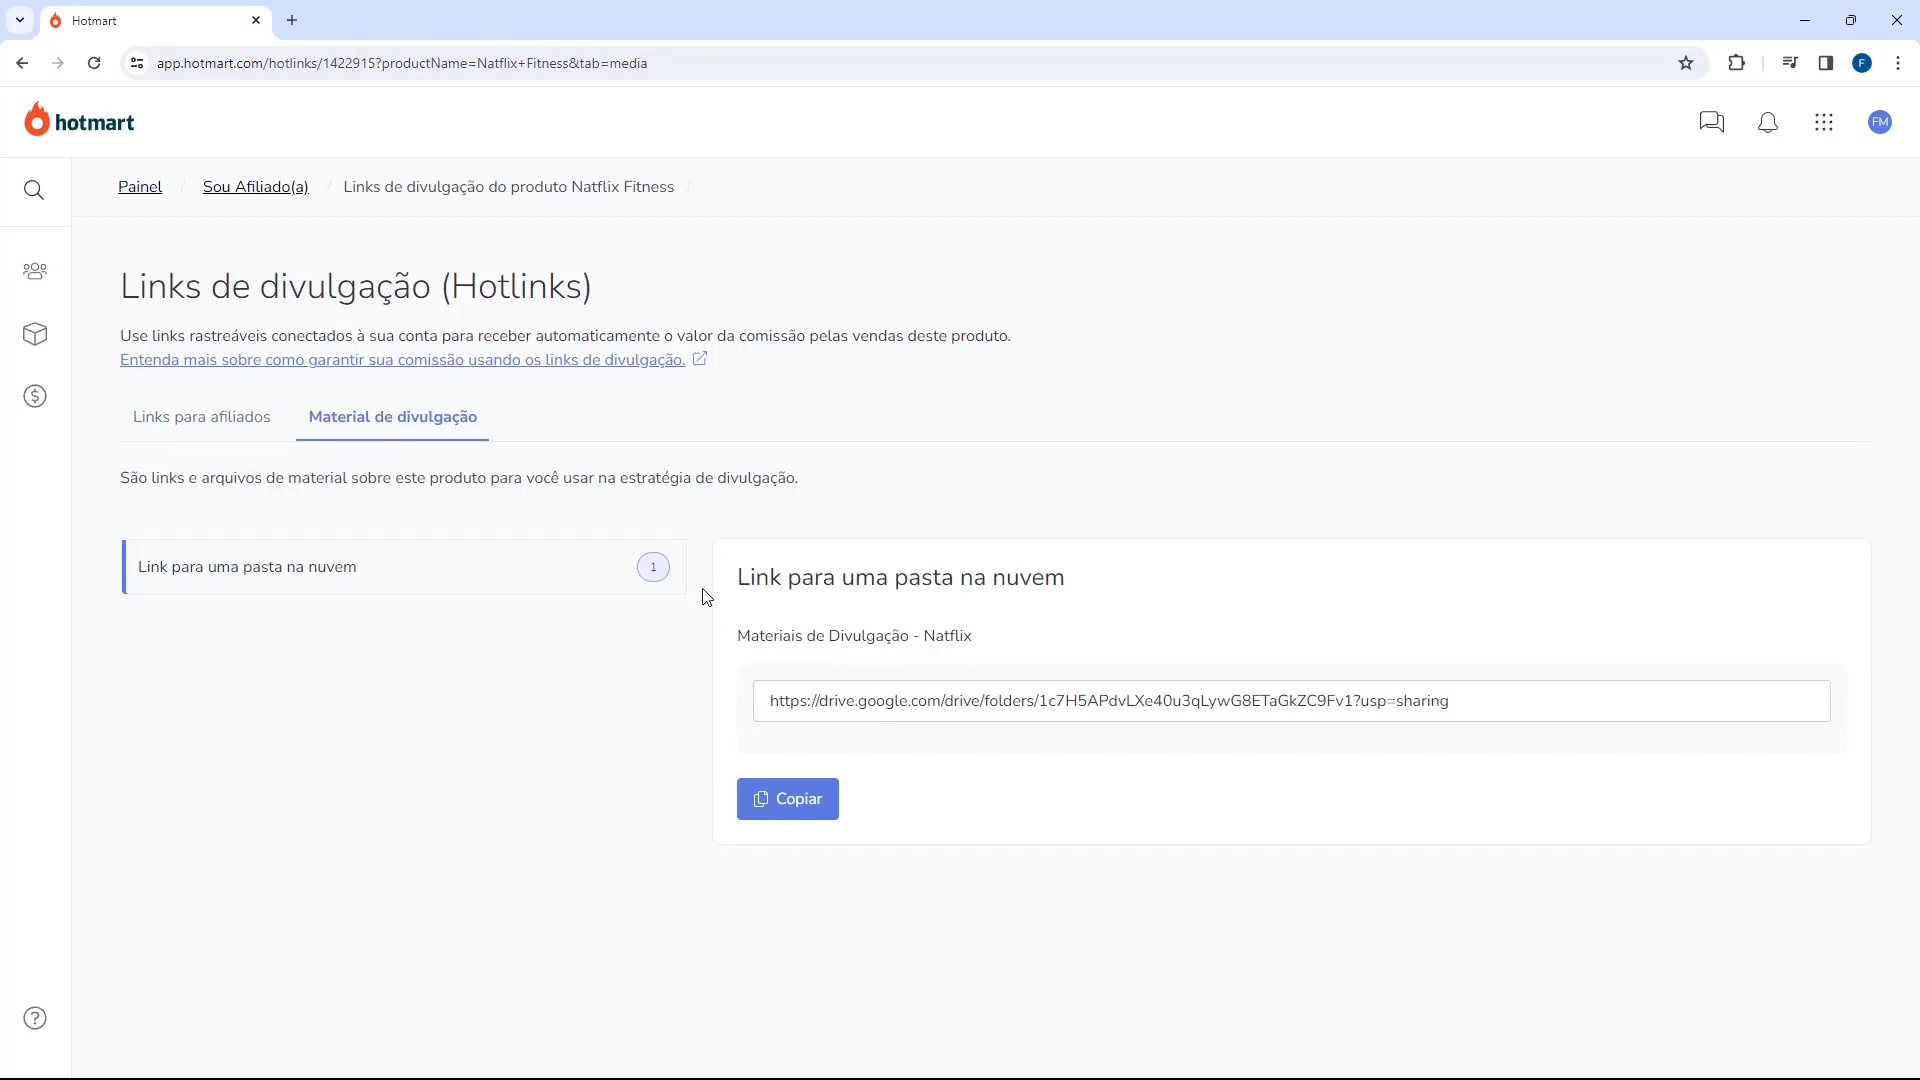 Hotmart
app.hotmart.com/hotlinks/1422915?productName=Natflix+Fitness&tab=media
F
hotmart
FM
Painel / Sou Afiliado(a) / Links de divulgação do produto Natflix Fitness /
Links de divulgação (Hotlinks)
Use links rastreáveis conectados à sua conta para receber automaticamente o valor da comissão pelas vendas deste produto.
Entenda mais sobre como garantir sua comissão usando os links de divulgação.
Links para afiliados Material de divulgação
São links e arquivos de material sobre este produto para você usar na estratégia de divulgação.
Link para uma pasta na nuvem 1
Link para uma pasta na nuvem
Materiais de Divulgação - Natflix
https://drive.google.com/drive/folders/1c7H5APdvLXe40u3qLywG8ETaGkZC9Fv1?usp=sharing
Copiar